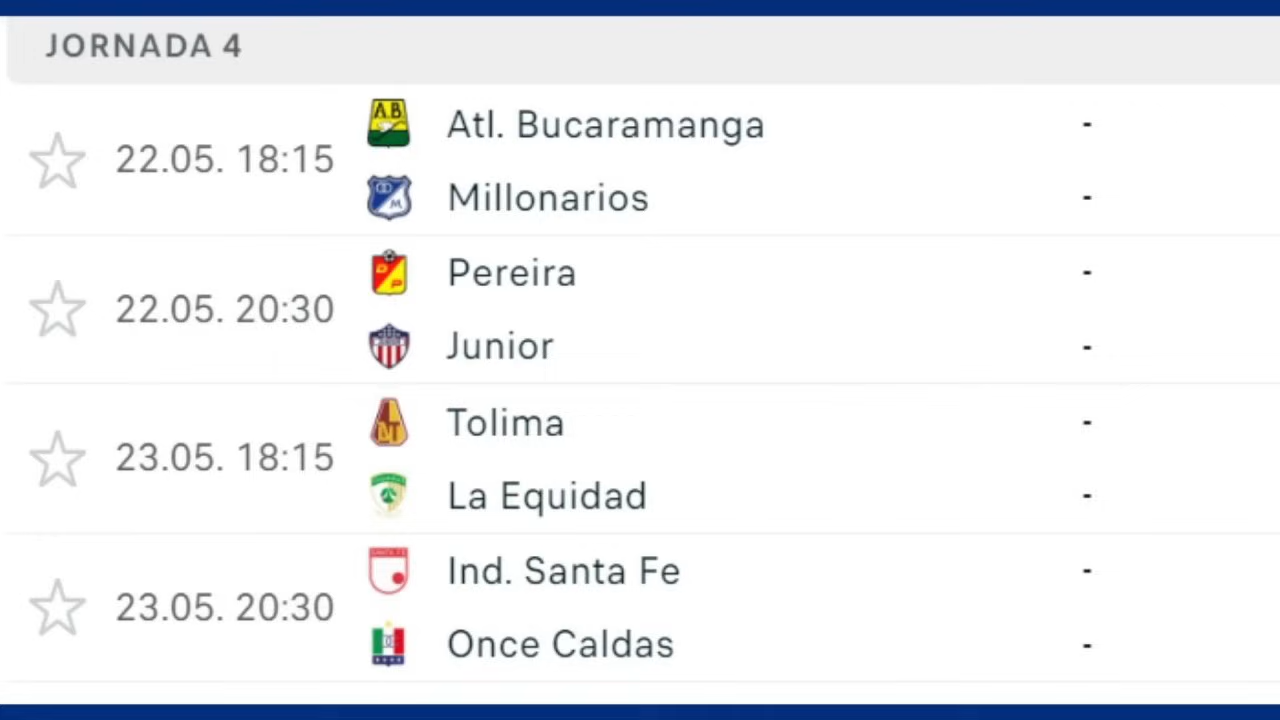 JORNADA 4
22.05. 18:15
Atl. Bucaramanga -
Millonarios -
22.05. 20:30
Pereira -
Junior -
23.05. 18:15
Tolima -
La Equidad -
23.05. 20:30
Ind. Santa Fe -
Once Caldas -